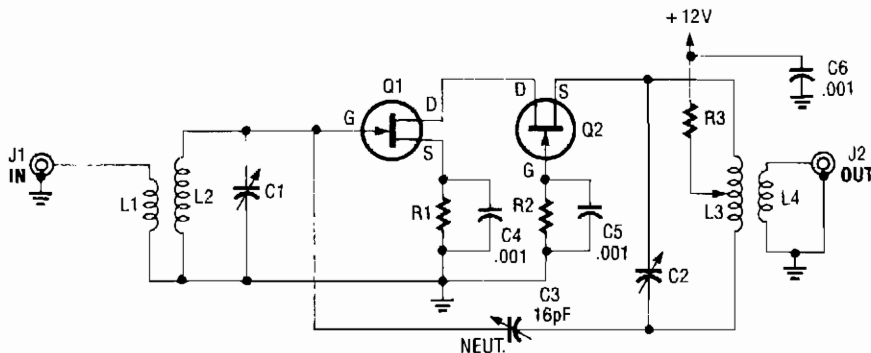 +12V
C6
.001
Q1
D
D
S
G
S
Q2
R3
J1
IN
J2
OUT
L1
L2
C1
G
L3
L4
R1
C4
.001
R2
C5
.001
C2
C3
16pF
NEUT.